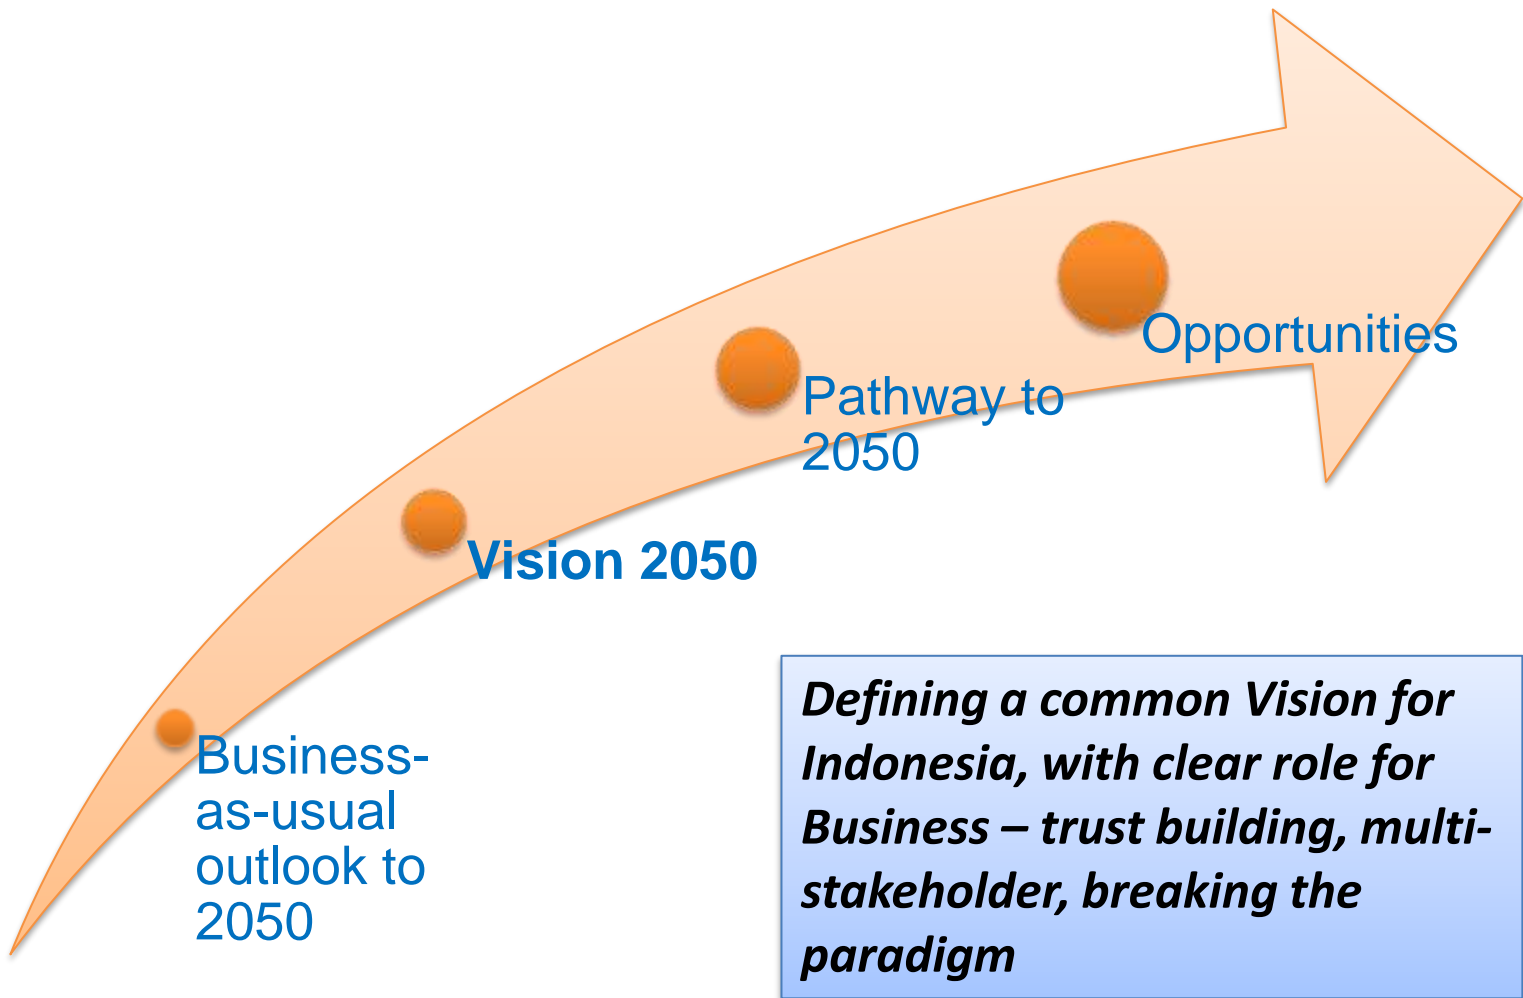 Opportunities
Pathway to
2050
Vision 2050
Business-
as-usual
outlook to
2050
Defining a common Vision for
Indonesia, with clear role for
Business – trust building, multi-
stakeholder, breaking the
paradigm